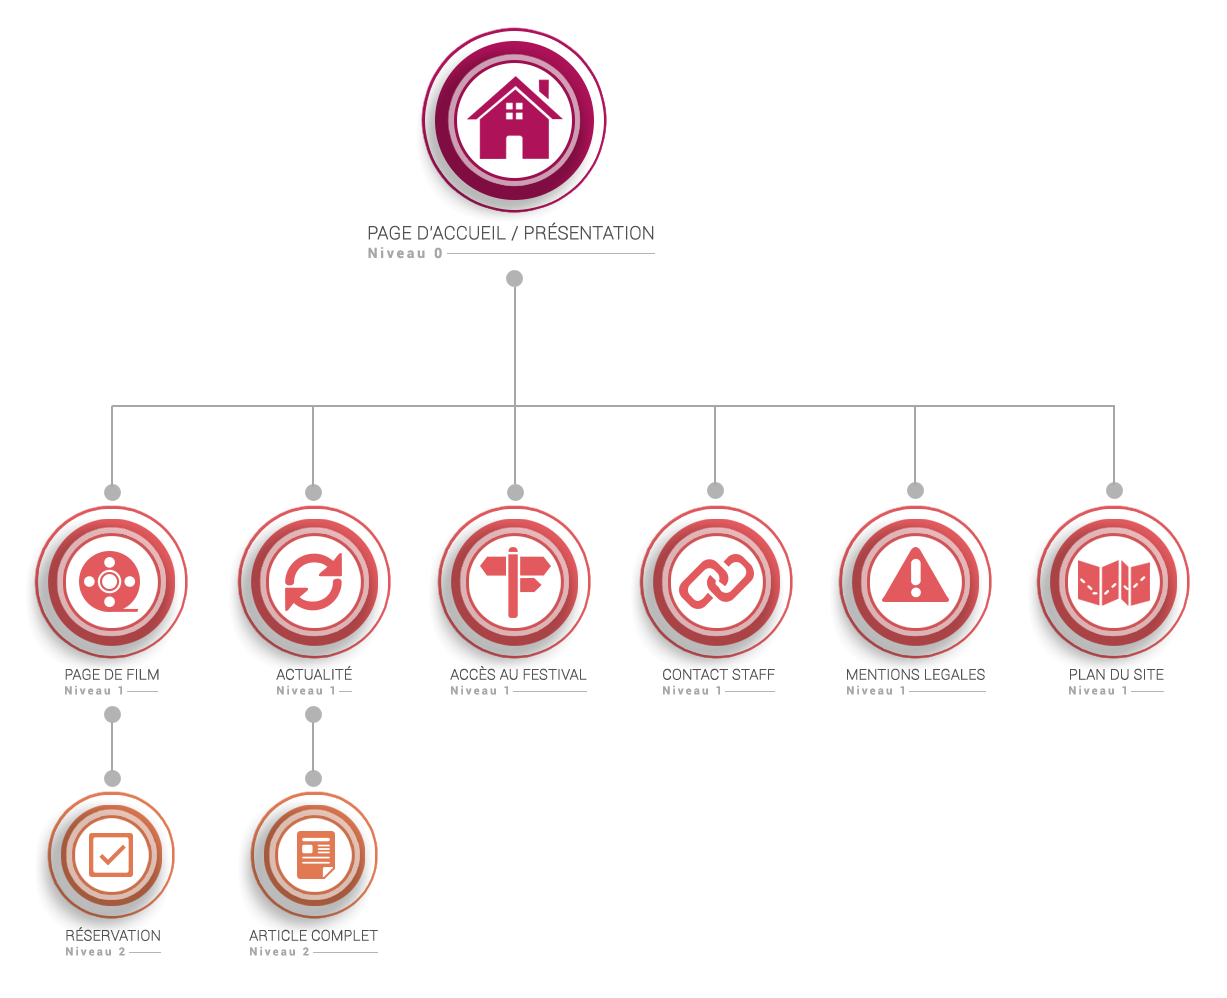 PAGE D'ACCUEIL / PRÉSENTATION
Niveau 0
PAGE DE FILM
Niveau 1
ACTUALITÉ
Niveau 1
ACCÈS AU FESTIVAL
Niveau 1
CONTACT STAFF
Niveau 1
MENTIONS LEGALES
Niveau 1
PLAN DU SITE
Niveau 1
RÉSERVATION
Niveau 2
ARTICLE COMPLET
Niveau 2